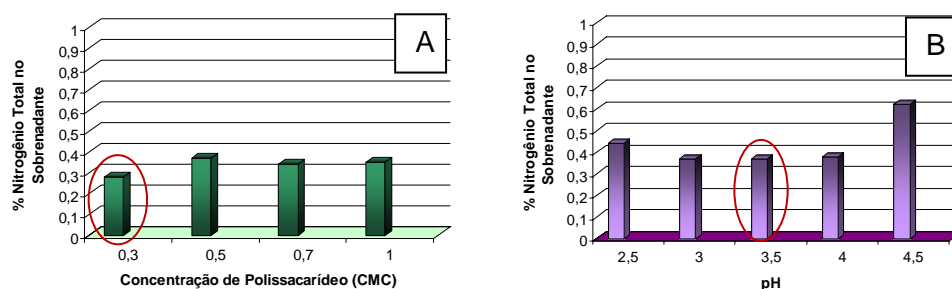 A
% Nitrogênio Total no
Sobrenadante
1
0,9
0,8
0,7
0,6
0,5
0,4
0,3
0,2
0,1
0
0,3 0,5 0,7 1
Concentração de Polissacarídeo (CMC)
B
% Nitrogênio Total no
Sobrenadante
1
0,9
0,8
0,7
0,6
0,5
0,4
0,3
0,2
0,1
0
2,5 3 3,5 4 4,5
pH